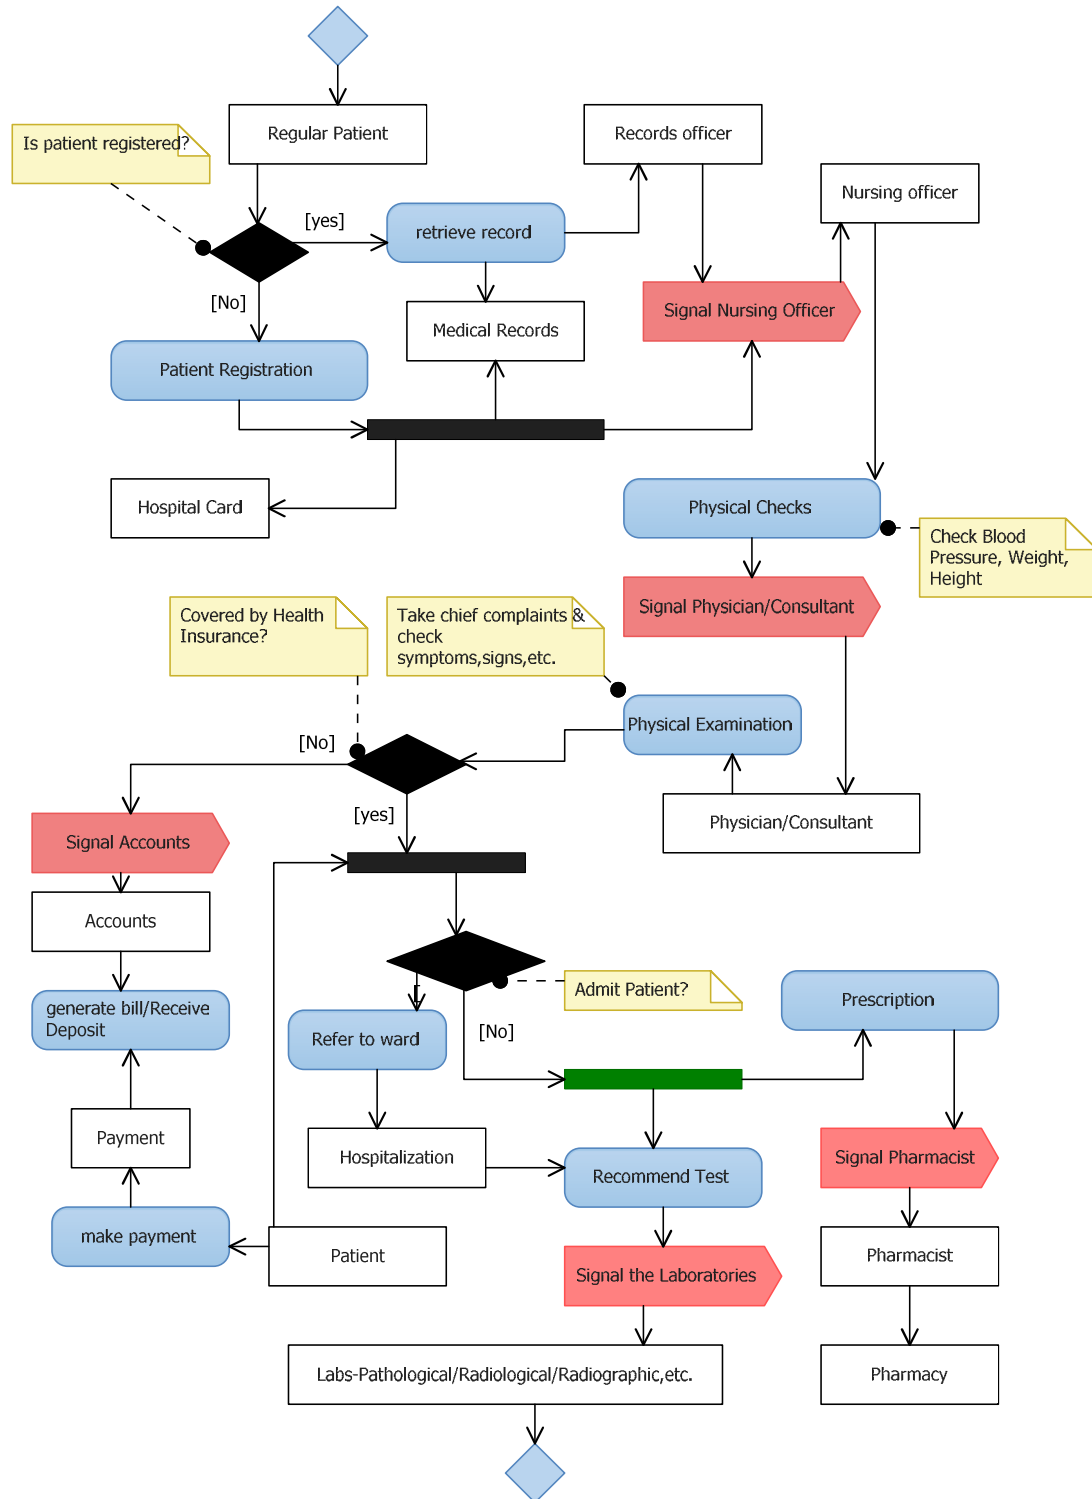 Regular Patient
Records officer
Is patient registered?
Nursing officer
[yes]
retrieve record
[No]
Signal Nursing Officer
Medical Records
Patient Registration
Hospital Card
Physical Checks
Check Blood
Pressure, Weight,
Height
Signal Physician/Consultant
Covered by Health
Insurance?
Take chief complaints &
check
symptoms,signs,etc.
Physical Examination
[No]
[yes]
Physician/Consultant
Signal Accounts
Accounts
Admit Patient?
Prescription
[
generate bill/Receive
Deposit
Refer to ward
[No]
Payment
Hospitalization
Signal Pharmacist
Recommend Test
make payment
Patient
Pharmacist
Signal the Laboratories
Labs-Pathological/Radiological/Radiographic,etc.
Pharmacy